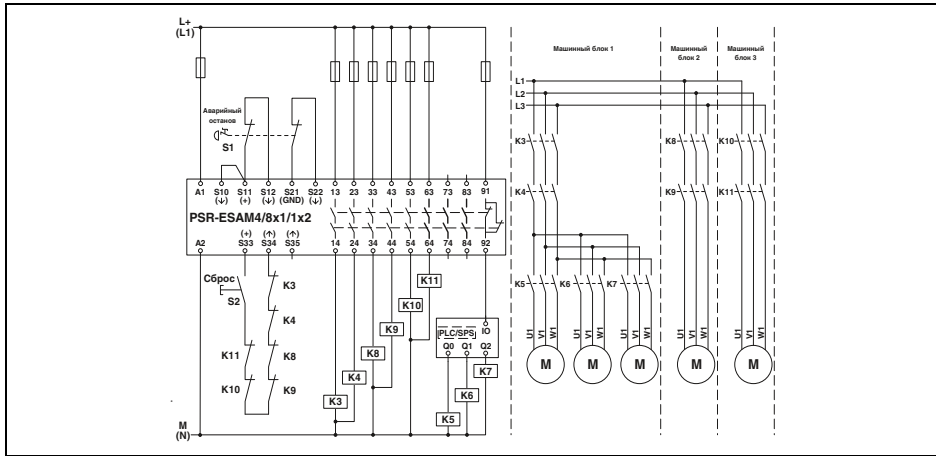 L+
(L1)
Машинный блок 1
Машинный
блок 2
Машинный
блок 3
L1
L2
L3
Аварийный
останов
S1
K3
K8
K10
K4
K9
K11
A1 S10 S11 S12 S21 S22 13 23 33 43 53 63 73 83 91
(↓) (+) (↓) (GND) (↓)
PSR-ESAM4/8x1/1x2
(+) (↑) (↑)
A2 S33 S34 S35 14 24 34 44 54 64 74 84 92
Сброс
S2
K3
K4
K11
K8
K10
K9
K11
K10
K9
K8
K4
K3
PLC/SPS
IO
Q0 Q1 Q2
K7
K6
K5
K5
K6
K7
U1 V1 W1 U1 V1 W1 U1 V1 W1 U1 V1 W1 U1 V1 W1
M M M M M
M
(N)